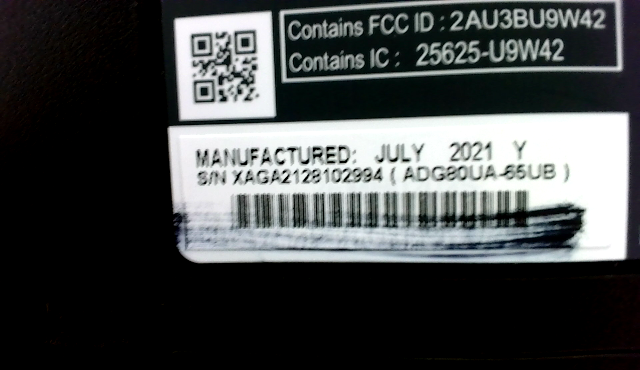 Contains FCC ID : 2AU3BU9W42
Contains IC : 25625-U9W42
MANUFACTURED: JULY 2021 Y
S/N XAGA2128102994 ( ADG80UA-65UB )